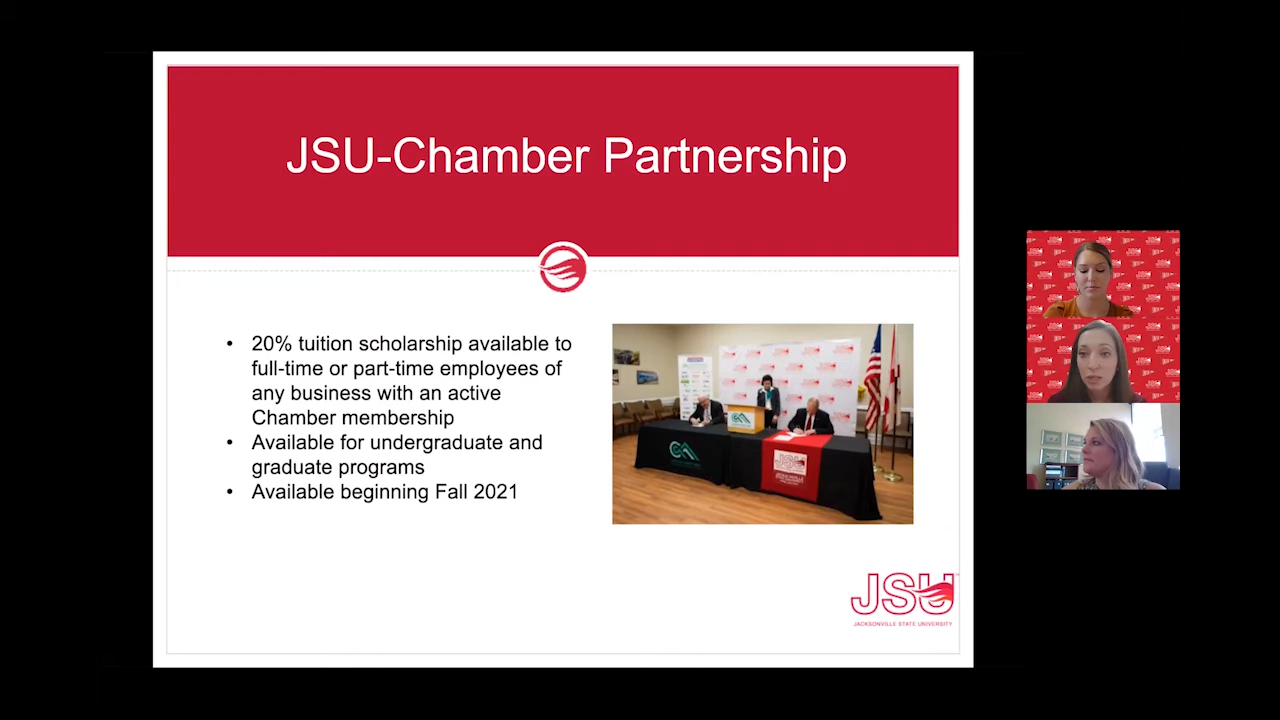 JSU-Chamber Partnership
• 20% tuition scholarship available to
full-time or part-time employees of
any business with an active
Chamber membership
• Available for undergraduate and
graduate programs
• Available beginning Fall 2021
JSU
JACKSONVILLE STATE UNIVERSITY